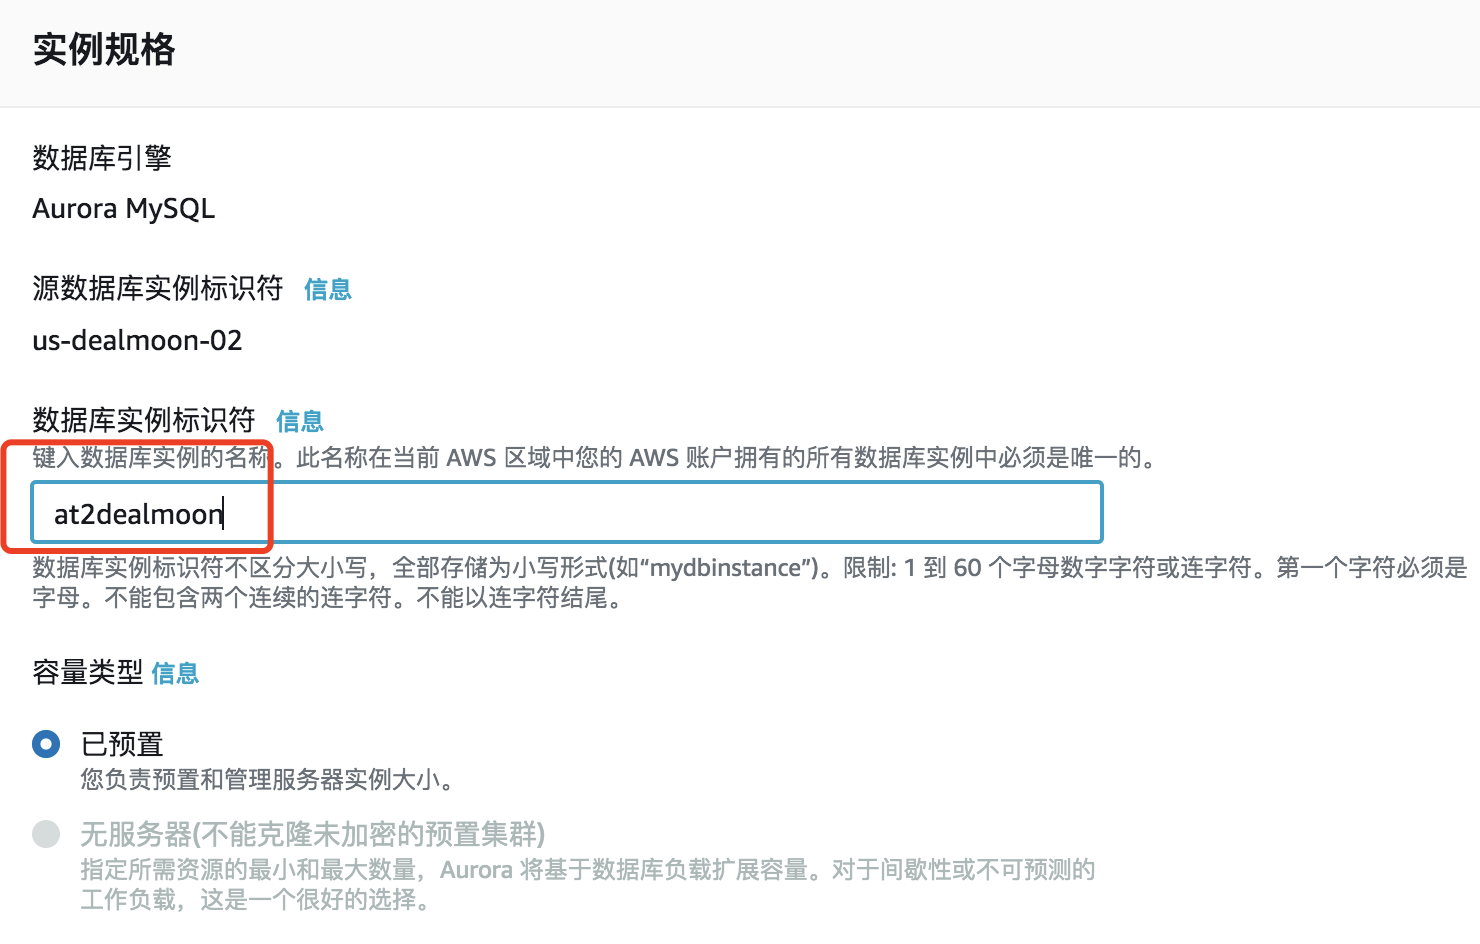 实例规格
数据库引擎
Aurora MySQL
源数据库实例标识符 信息
us-dealmoon-02
数据库实例标识符 信息
键入数据库实例的名称。此名称在当前 AWS 区域中您的 AWS 账户拥有的所有数据库实例中必须是唯一的。
at2dealmoon
数据库实例标识符不区分大小写，全部存储为小写形式(如“mydbinstance”)。限制: 1 到 60 个字母数字字符或连字符。第一个字符必须是
字母。不能包含两个连续的连字符。不能以连字符结尾。
容量类型 信息
已预置
您负责预置和管理服务器实例大小。
无服务器(不能克隆未加密的预置集群)
指定所需资源的最小和最大数量，Aurora 将基于数据库负载扩展容量。对于间歇性或不可预测的
工作负载，这是一个很好的选择。